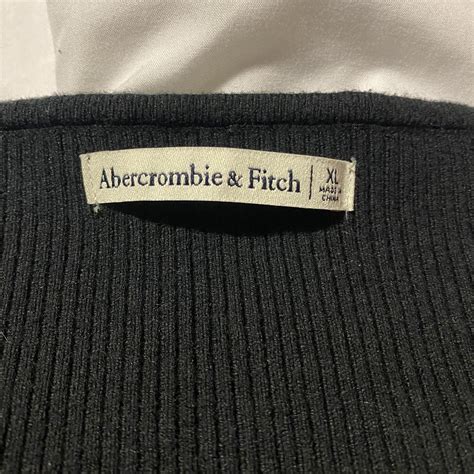 Abercrombie & Fitch
XL
MADE IN
CHINA